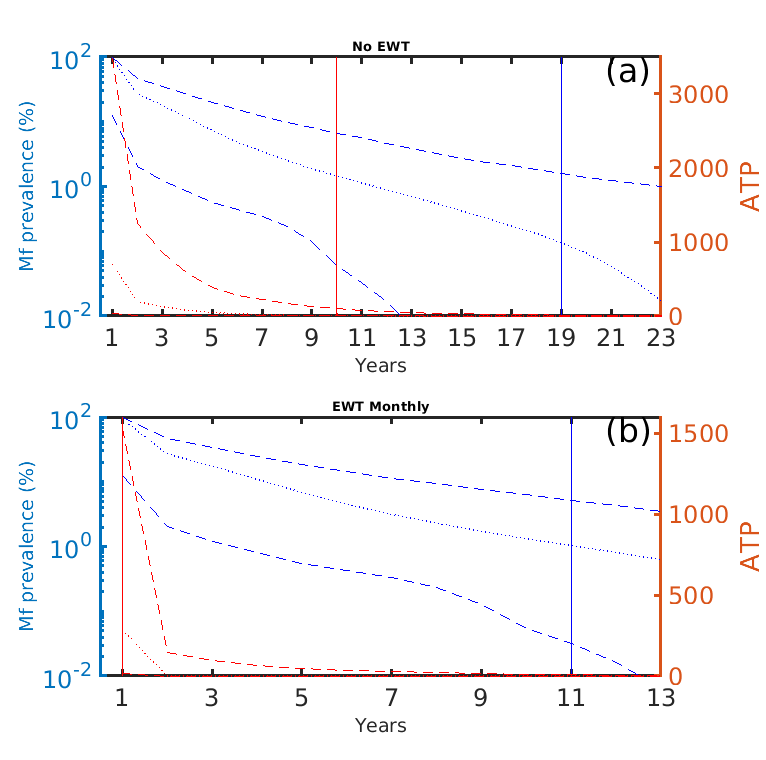 No EWT
(a)
Mf prevalence (%)
10^2
10^0
10^-2
3000
2000
1000
0
ATP
1 3 5 7 9 11 13 15 17 19 21 23
Years
EWT Monthly
(b)
Mf prevalence (%)
10^2
10^0
10^-2
1500
1000
500
0
ATP
1 3 5 7 9 11 13
Years